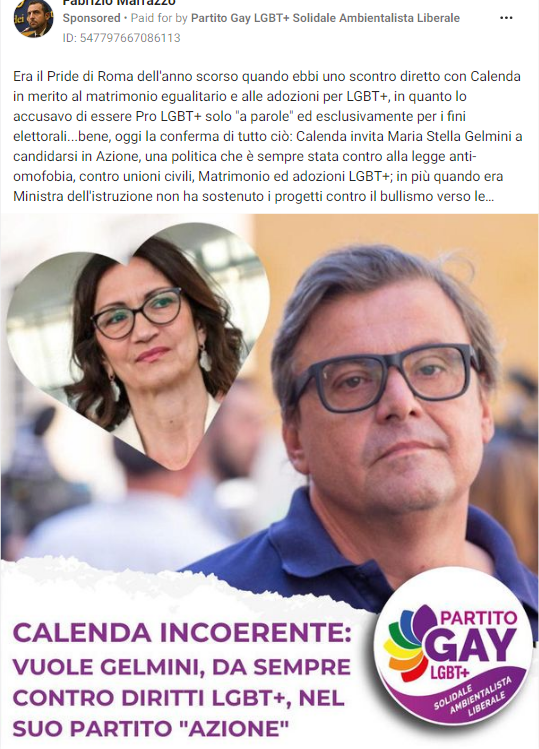 Fabrizio Marrazzo
Sponsored • Paid for by Partito Gay LGBT+ Solidale Ambientalista Liberale
ID: 547797667086113
Era il Pride di Roma dell'anno scorso quando ebbi uno scontro diretto con Calenda
in merito al matrimonio egualitario e alle adozioni per LGBT+, in quanto lo
accusavo di essere Pro LGBT+ solo "a parole" ed esclusivamente per i fini
elettorali...bene, oggi la conferma di tutto ciò: Calenda invita Maria Stella Gelmini a
candidarsi in Azione, una politica che è sempre stata contro alla legge anti-
omofobia, contro unioni civili, Matrimonio ed adozioni LGBT+; in più quando era
Ministra dell'istruzione non ha sostenuto i progetti contro il bullismo verso le...
CALENDA INCOERENTE:
VUOLE GELMINI, DA SEMPRE
CONTRO DIRITTI LGBT+, NEL
SUO PARTITO "AZIONE"
PARTITO
GAY
LGBT+
SOLIDALE
AMBIENTALISTA
LIBERALE